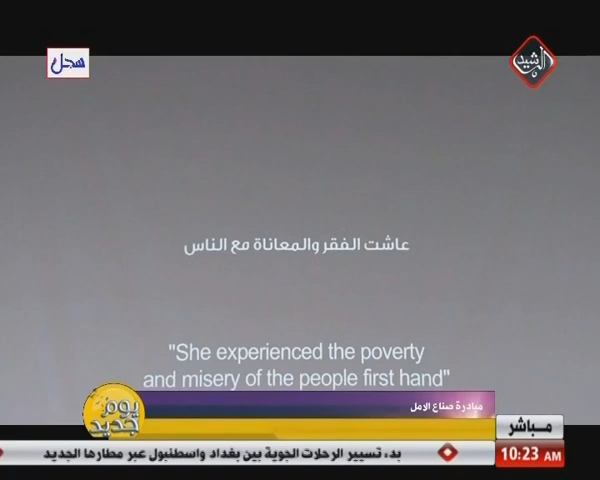 مسجل
الرشيد
عاشت الفقر والمعاناة مع الناس
"She experienced the poverty
and misery of the people first hand"
يوم
جديد
مبادرة صناع الامل
مباشر
10:23 AM
بدء تسيير الرحلات الجوية بين بغداد واسطنبول عبر مطارها الجديد